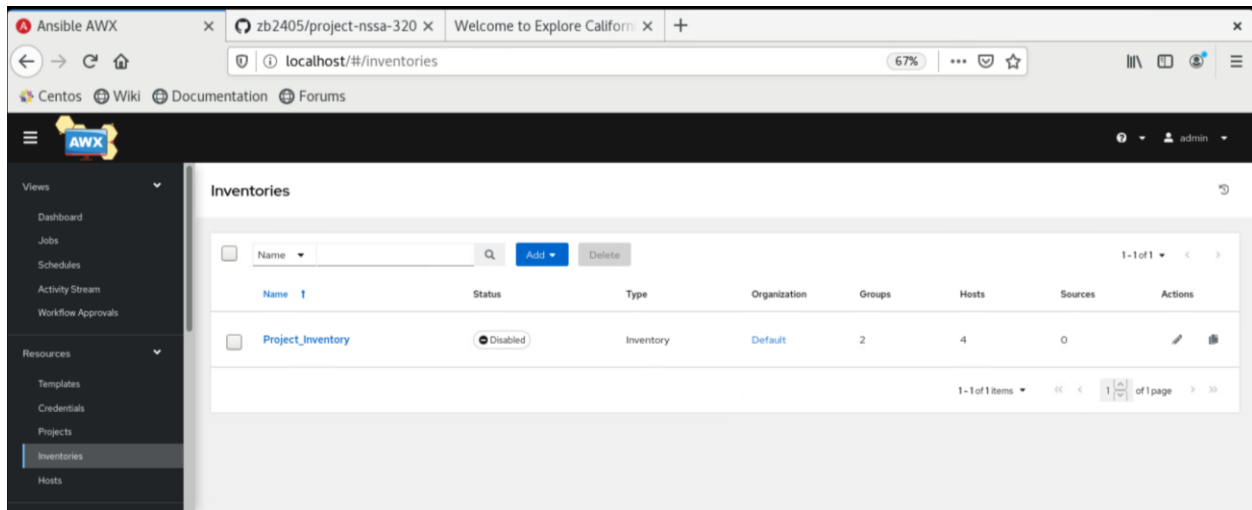 Ansible AWX
zb2405/project-nssa-320
Welcome to Explore Californi
localhost/#/inventories
67%
Centos Wiki Documentation Forums
AWX
admin
Views
Dashboard
Jobs
Schedules
Activity Stream
Workflow Approvals
Resources
Templates
Credentials
Projects
Inventories
Hosts
Inventories
Name Add Delete 1-1 of 1
Name Status Type Organization Groups Hosts Sources Actions
Project_Inventory Disabled Inventory Default 2 4 0
1-1 of 1 items 1 of 1 page